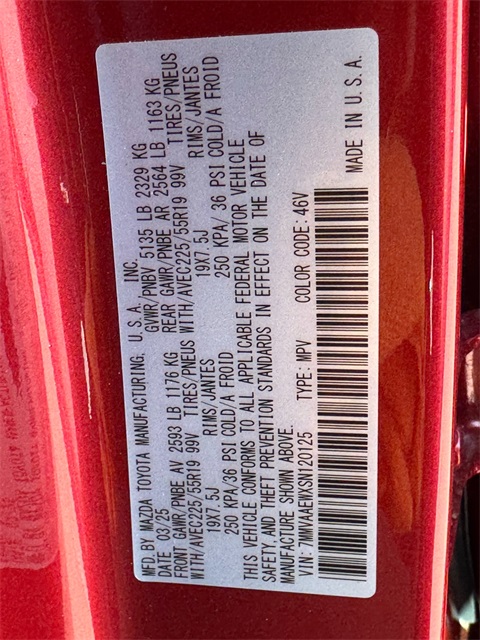 MFD. BY MAZDA TOYOTA MANUFACTURING, U.S.A., INC.
DATE 03/25 GVWR/PNBV 5135 LB 2329 KG
FRONT GAWR/PNBE AV 2593 LB 1176 KG REAR GAWR/PNBE AR 2564 LB 1163 KG
WITH/AVEC225/55R19 99V TIRES/PNEUS WITH/AVEC225/55R19 99V TIRES/PNEUS
19X7.5J RIMS/JANTES 19X7.5J RIMS/JANTES
250 KPA/36 PSI COLD/A FROID 250 KPA/ 36 PSI COLD/A FROID
THIS VEHICLE CONFORMS TO ALL APPLICABLE FEDERAL MOTOR VEHICLE
SAFETY AND THEFT PREVENTION STANDARDS IN EFFECT ON THE DATE OF
MANUFACTURE SHOWN ABOVE.
VIN: 7MMVAAEWXSN120125 TYPE: MPV COLOR CODE: 46V
MADE IN U.S.A.